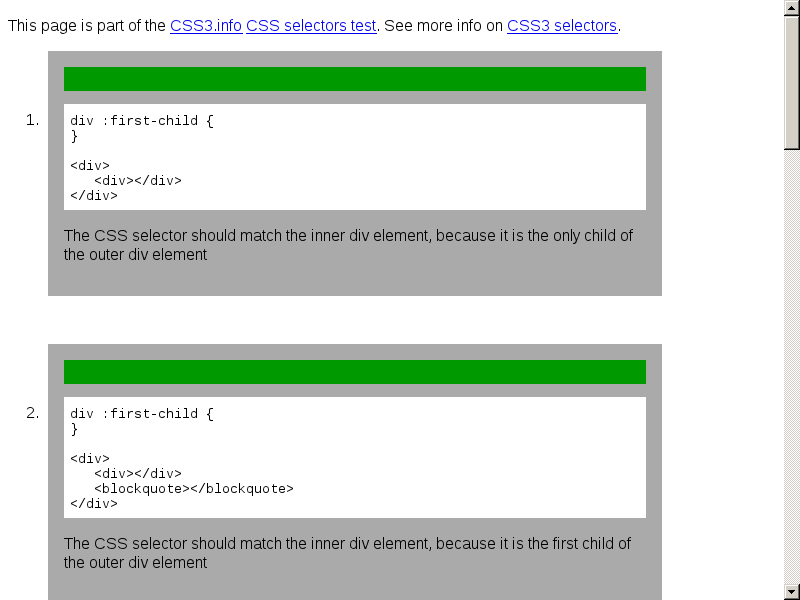 This page is part of the CSS3.info CSS selectors test. See more info on CSS3 selectors.
1.
div :first-child {
}
<div>
<div></div>
</div>
The CSS selector should match the inner div element, because it is the only child of
the outer div element
2.
div :first-child {
}
<div>
<div></div>
<blockquote></blockquote>
</div>
The CSS selector should match the inner div element, because it is the first child of
the outer div element